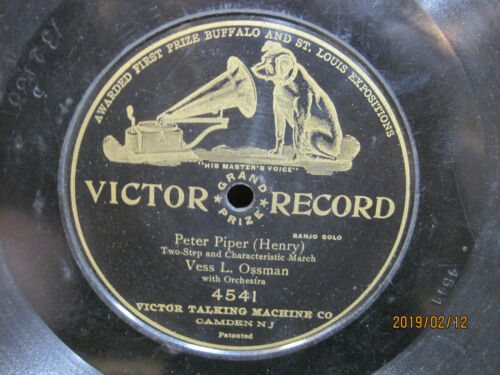 AWARDED FIRST PRIZE BUFFALO AND ST. LOUIS EXPOSITIONS
"HIS MASTER'S VOICE"
GRAND
VICTOR RECORD
PRIZE
BANJO SOLO
Peter Piper (Henry)
Two-Step and Characteristic March
Vess L. Ossman
with Orchestra
4541
VICTOR TALKING MACHINE CO
CAMDEN NJ
Patented
4541
2019/02/12